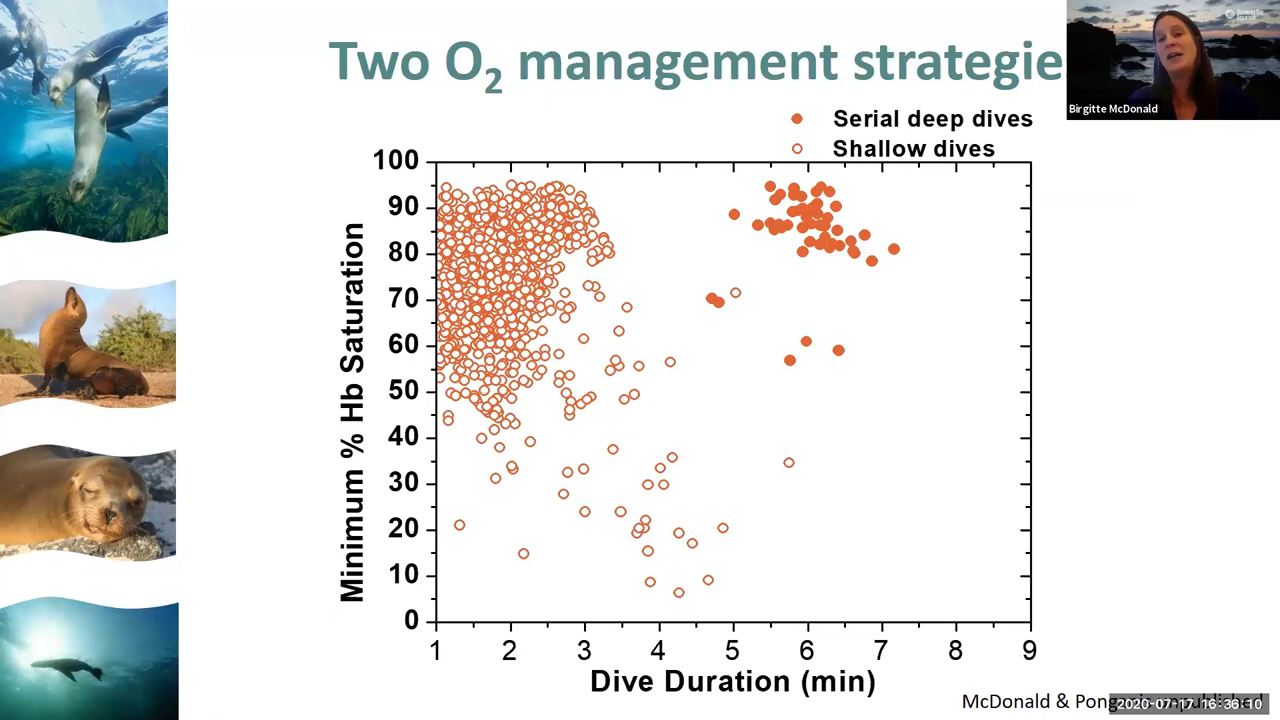 Two O2 management strategie
Birgitte McDonald
Serial deep dives
Shallow dives
100
90
80
70
60
50
40
30
20
10
0
Minimum % Hb Saturation
1 2 3 4 5 6 7 8 9
Dive Duration (min)
McDonald & Pong
2020-07-17 16:36:10